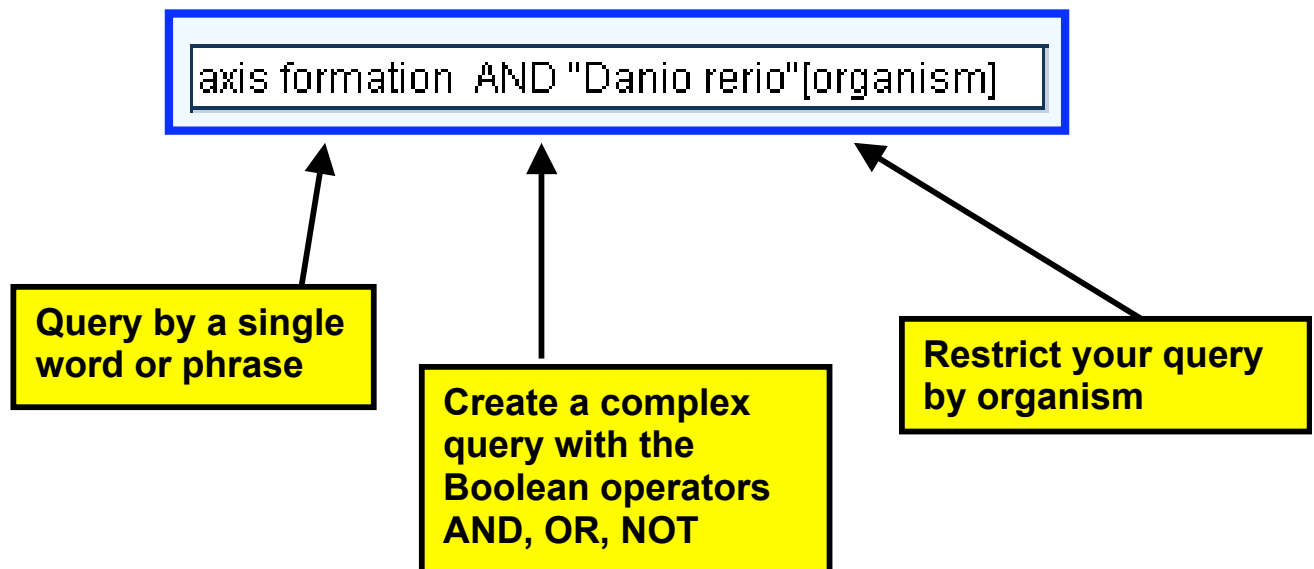 axis formation AND "Danio rerio"[organism]
Query by a single
word or phrase
Create a complex
query with the
Boolean operators
AND, OR, NOT
Restrict your query
by organism